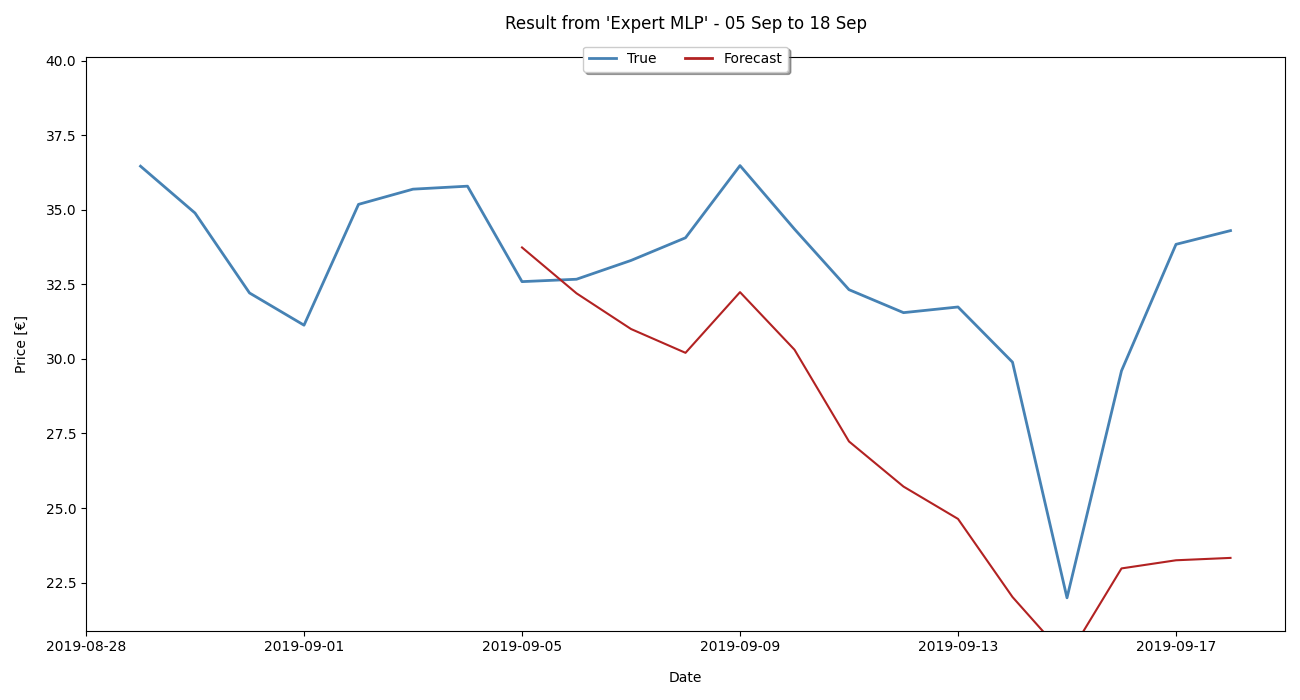 Result from 'Expert MLP' - 05 Sep to 18 Sep
True Forecast
40.0
37.5
35.0
32.5
30.0
27.5
25.0
22.5
Price [€]
2019-08-28 2019-09-01 2019-09-05 2019-09-09 2019-09-13 2019-09-17
Date